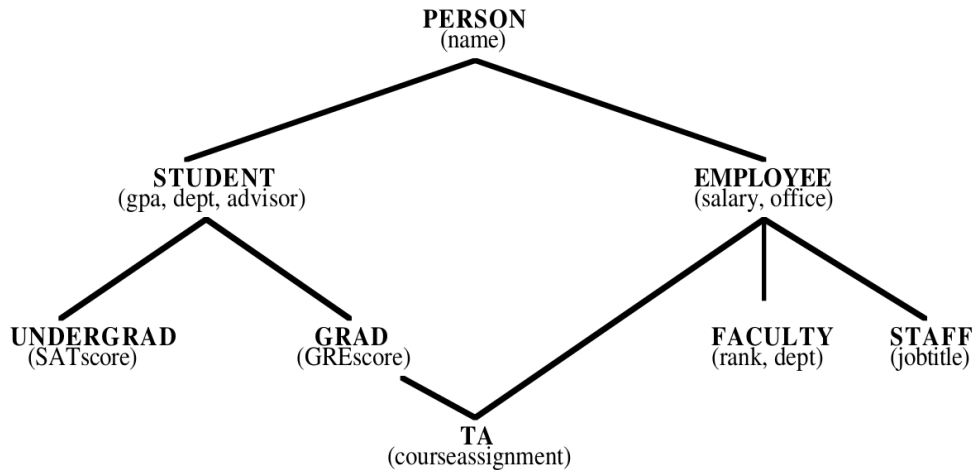 PERSON
(name)
STUDENT
(gpa, dept, advisor)
EMPLOYEE
(salary, office)
UNDERGRAD
(SATscore)
GRAD
(GREscore)
FACULTY
(rank, dept)
STAFF
(jobtitle)
TA
(courseassignment)